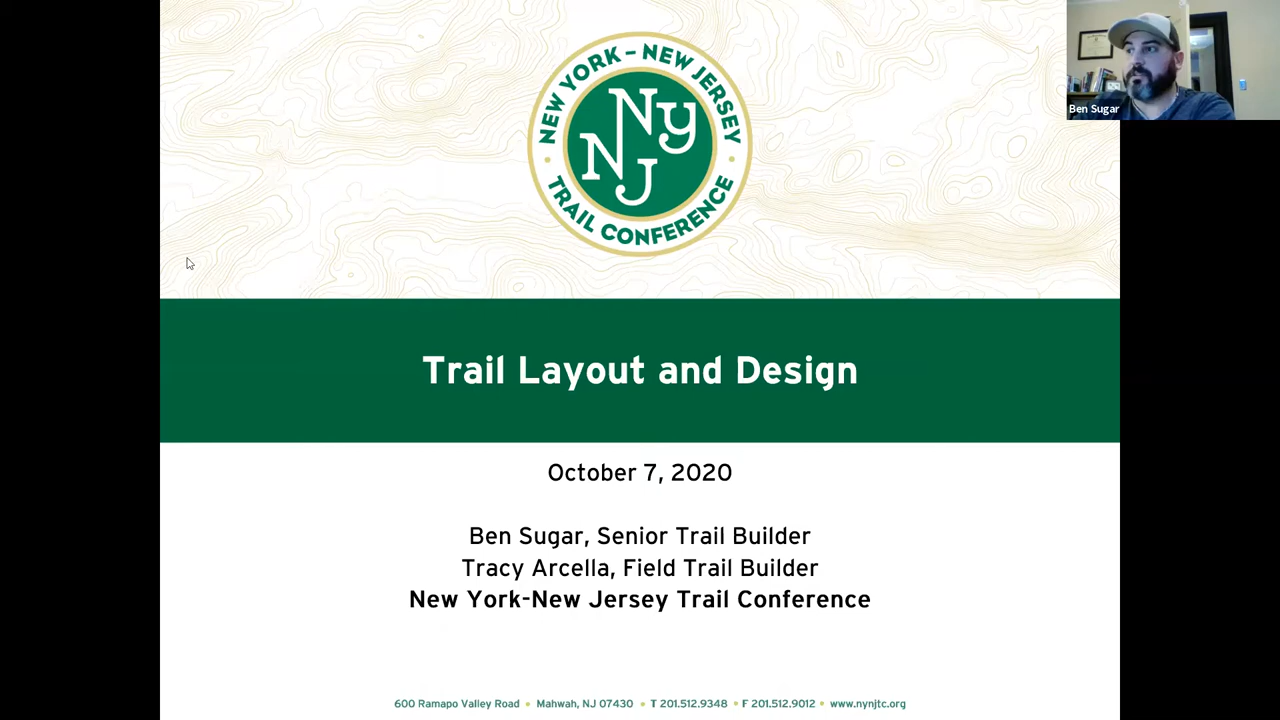 NEW YORK – NEW JERSEY
NY
NJ
TRAIL CONFERENCE
Ben Sugar
Trail Layout and Design
October 7, 2020
Ben Sugar, Senior Trail Builder
Tracy Arcella, Field Trail Builder
New York-New Jersey Trail Conference
600 Ramapo Valley Road • Mahwah, NJ 07430 • T 201.512.9348 • F 201.512.9012 • www.nynjtc.org